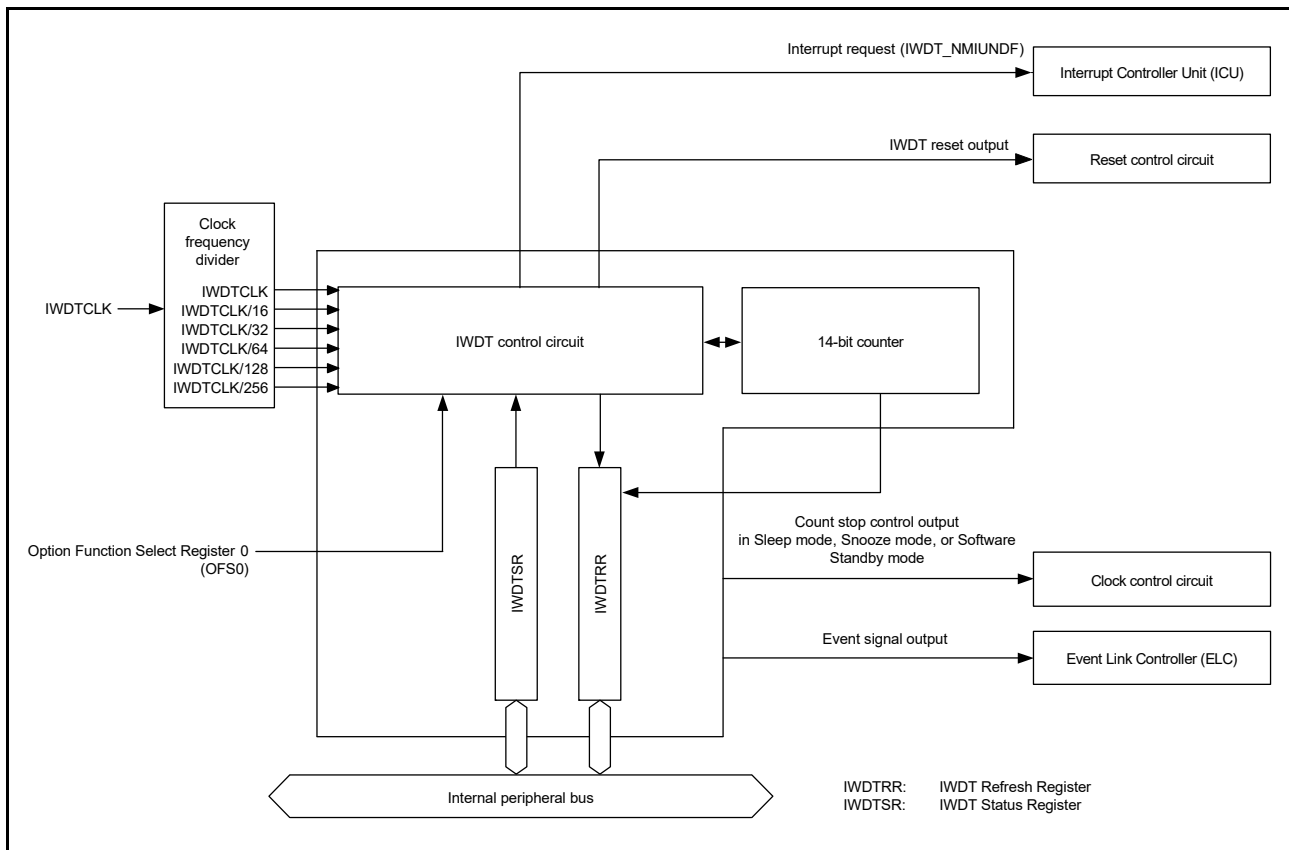 Interrupt request (IWDT_NMIUNDF)
Interrupt Controller Unit (ICU)
IWDT reset output
Reset control circuit
Clock
frequency
divider
IWDTCLK
IWDTCLK
IWDTCLK/16
IWDTCLK/32
IWDTCLK/64
IWDTCLK/128
IWDTCLK/256
IWDT control circuit
14-bit counter
Option Function Select Register 0
(OFS0)
IWDTSR
IWDTRR
Count stop control output
in Sleep mode, Snooze mode, or Software
Standby mode
Clock control circuit
Event signal output
Event Link Controller (ELC)
Internal peripheral bus
IWDTRR: IWDT Refresh Register
IWDTSR: IWDT Status Register